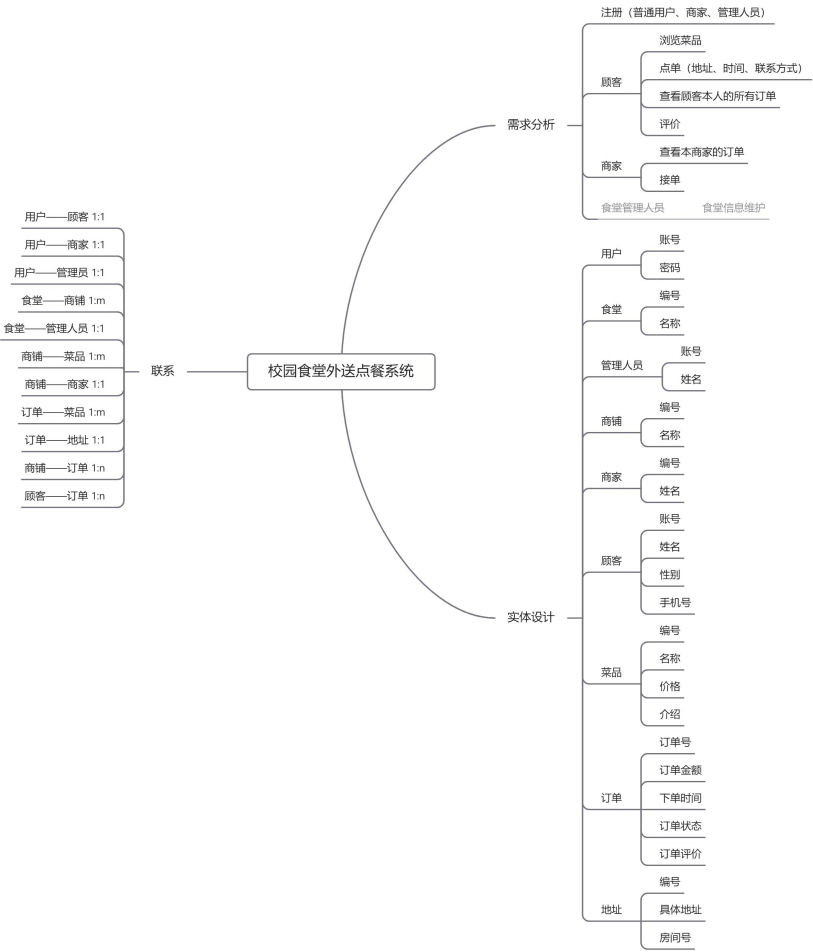 校园食堂外送点餐系统
需求分析
注册（普通用户、商家、管理人员）
顾客
浏览菜品
点单（地址、时间、联系方式）
查看顾客本人的所有订单
评价
商家
查看本商家的订单
接单
食堂管理人员
食堂信息维护
实体设计
用户
账号
密码
食堂
编号
名称
管理人员
账号
姓名
商铺
编号
名称
商家
编号
姓名
顾客
账号
姓名
性别
手机号
菜品
编号
名称
价格
介绍
订单
订单号
订单金额
下单时间
订单状态
订单评价
地址
编号
具体地址
房间号
联系
用户——顾客 1:1
用户——商家 1:1
用户——管理员 1:1
食堂——商铺 1:m
食堂——管理人员 1:1
商铺——菜品 1:m
商铺——商家 1:1
订单——菜品 1:m
订单——地址 1:1
商铺——订单 1:n
顾客——订单 1:n